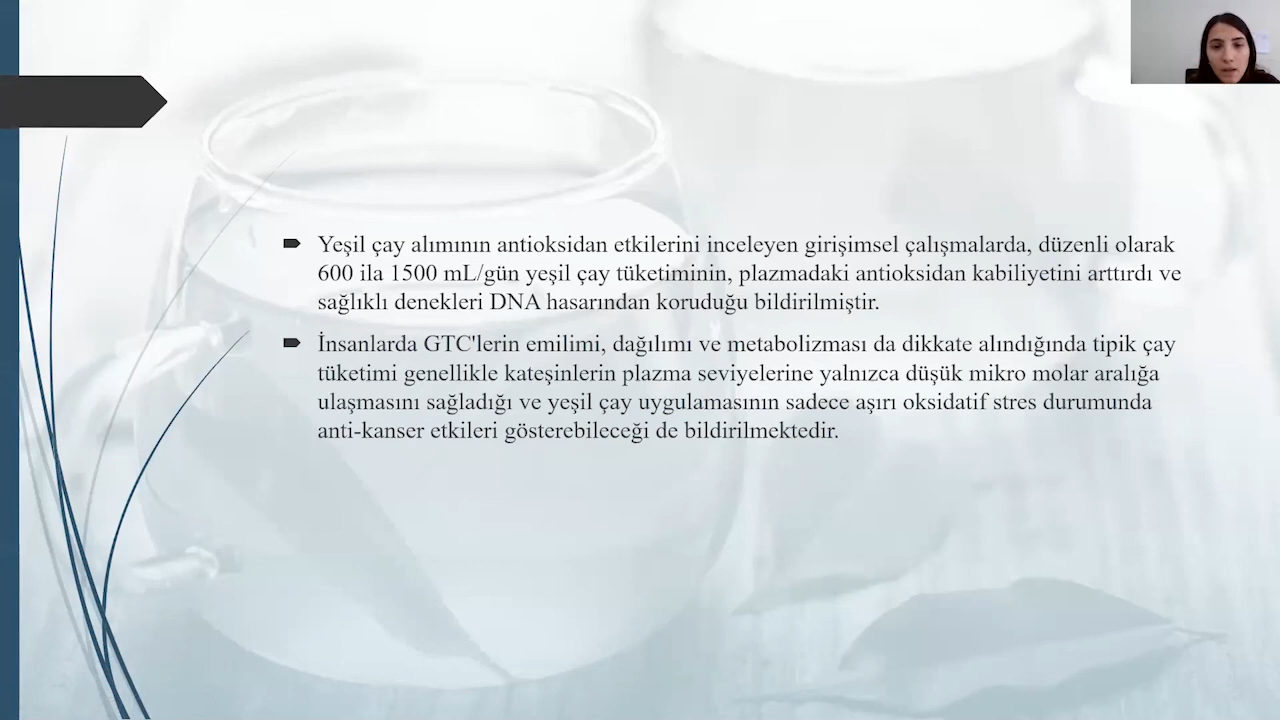 Yeşil çay alımının antioksidan etkilerini inceleyen girişimsel çalışmalarda, düzenli olarak
600 ila 1500 mL/gün yeşil çay tüketiminin, plazmadaki antioksidan kabiliyetini arttırdı ve
sağlıklı denekleri DNA hasarından koruduğu bildirilmiştir.
İnsanlarda GTC'lerin emilimi, dağılımı ve metabolizması da dikkate alındığında tipik çay
tüketimi genellikle kateşinlerin plazma seviyelerine yalnızca düşük mikro molar aralığa
ulaşmasını sağladığı ve yeşil çay uygulamasının sadece aşırı oksidatif stres durumunda
anti-kanser etkileri gösterebileceği de bildirilmektedir.